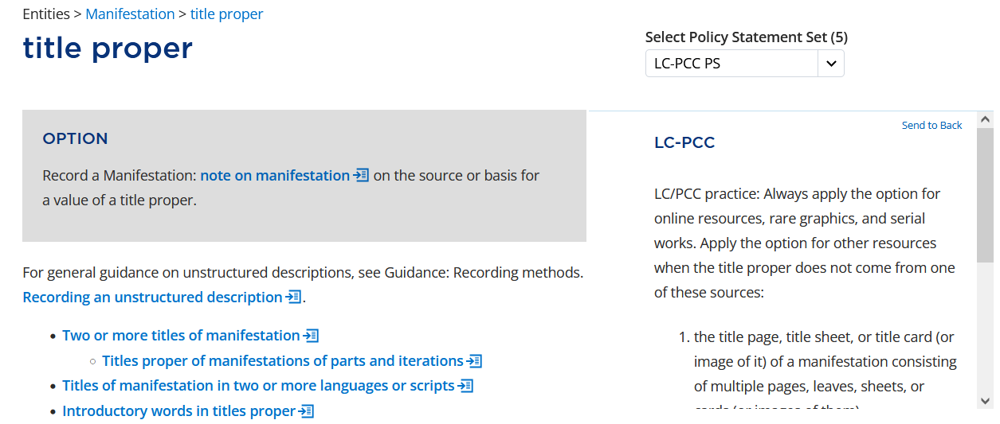 Entities > Manifestation > title proper
title proper
Select Policy Statement Set (5)
LC-PCC PS
OPTION
Record a Manifestation: note on manifestation on the source or basis for
a value of a title proper.
For general guidance on unstructured descriptions, see Guidance: Recording methods.
Recording an unstructured description.
• Two or more titles of manifestation
○ Titles proper of manifestations of parts and iterations
• Titles of manifestation in two or more languages or scripts
• Introductory words in titles proper
Send to Back
LC-PCC
LC/PCC practice: Always apply the option for
online resources, rare graphics, and serial
works. Apply the option for other resources
when the title proper does not come from one
of these sources:
1. the title page, title sheet, or title card (or
image of it) of a manifestation consisting
of multiple pages, leaves, sheets, or
cards (or images of them)